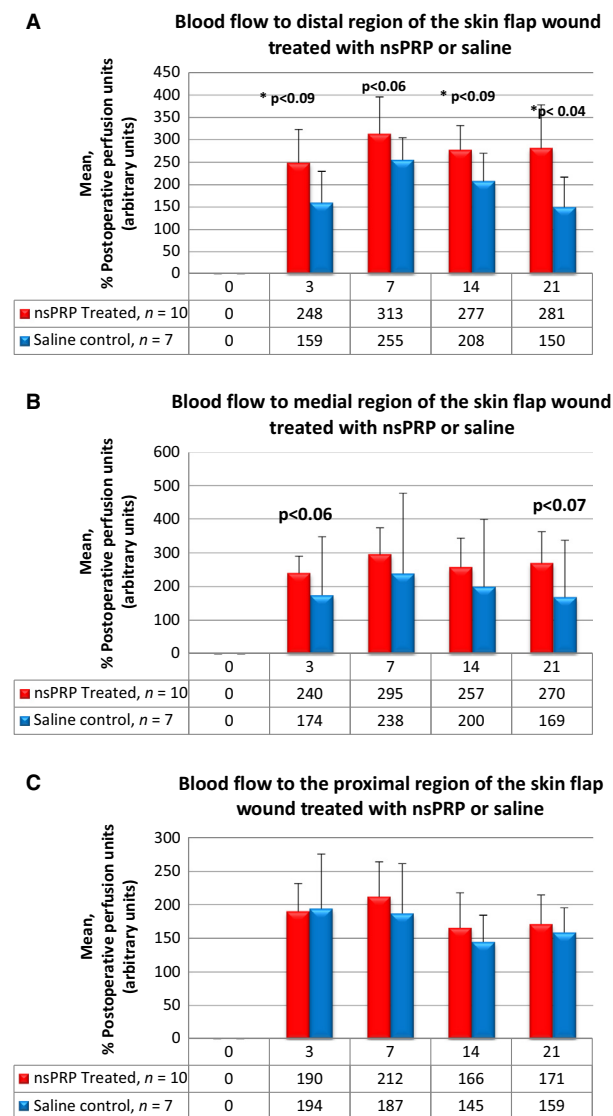 A
Blood flow to distal region of the skin flap wound
treated with nsPRP or saline
Mean,
% Postoperative perfusion units
(arbitrary units)
450
400
350
300
250
200
150
100
50
0
* p<0.09
p<0.06
* p<0.09
*p< 0.04
0 3 7 14 21
nsPRP Treated, n = 10 0 248 313 277 281
Saline control, n = 7 0 159 255 208 150
B
Blood flow to medial region of the skin flap wound
treated with nsPRP or saline
Mean,
% Postoperative perfusion units
(arbitrary units)
600
500
400
300
200
100
0
p<0.06
p<0.07
0 3 7 14 21
nsPRP Treated, n = 10 0 240 295 257 270
Saline control, n = 7 0 174 238 200 169
C
Blood flow to the proximal region of the skin flap
wound treated with nsPRP or saline
Mean,
% Postoperative perfusion units
(arbitrary units)
300
250
200
150
100
50
0
0 3 7 14 21
nsPRP Treated, n = 10 0 190 212 166 171
Saline control, n = 7 0 194 187 145 159